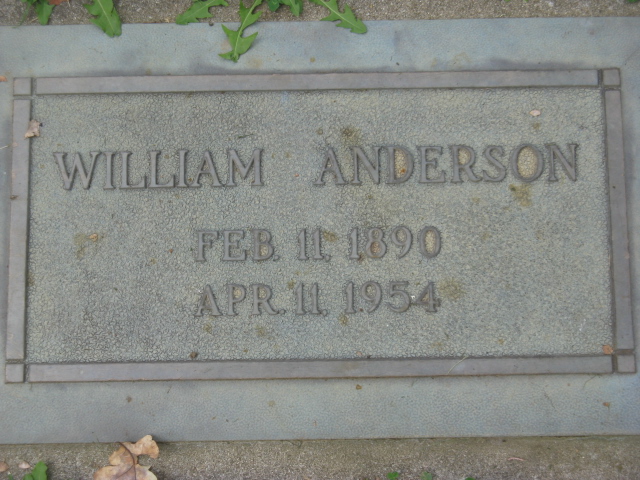 WILLIAM ANDERSON
FEB. 11, 1890
APR. 11, 1954